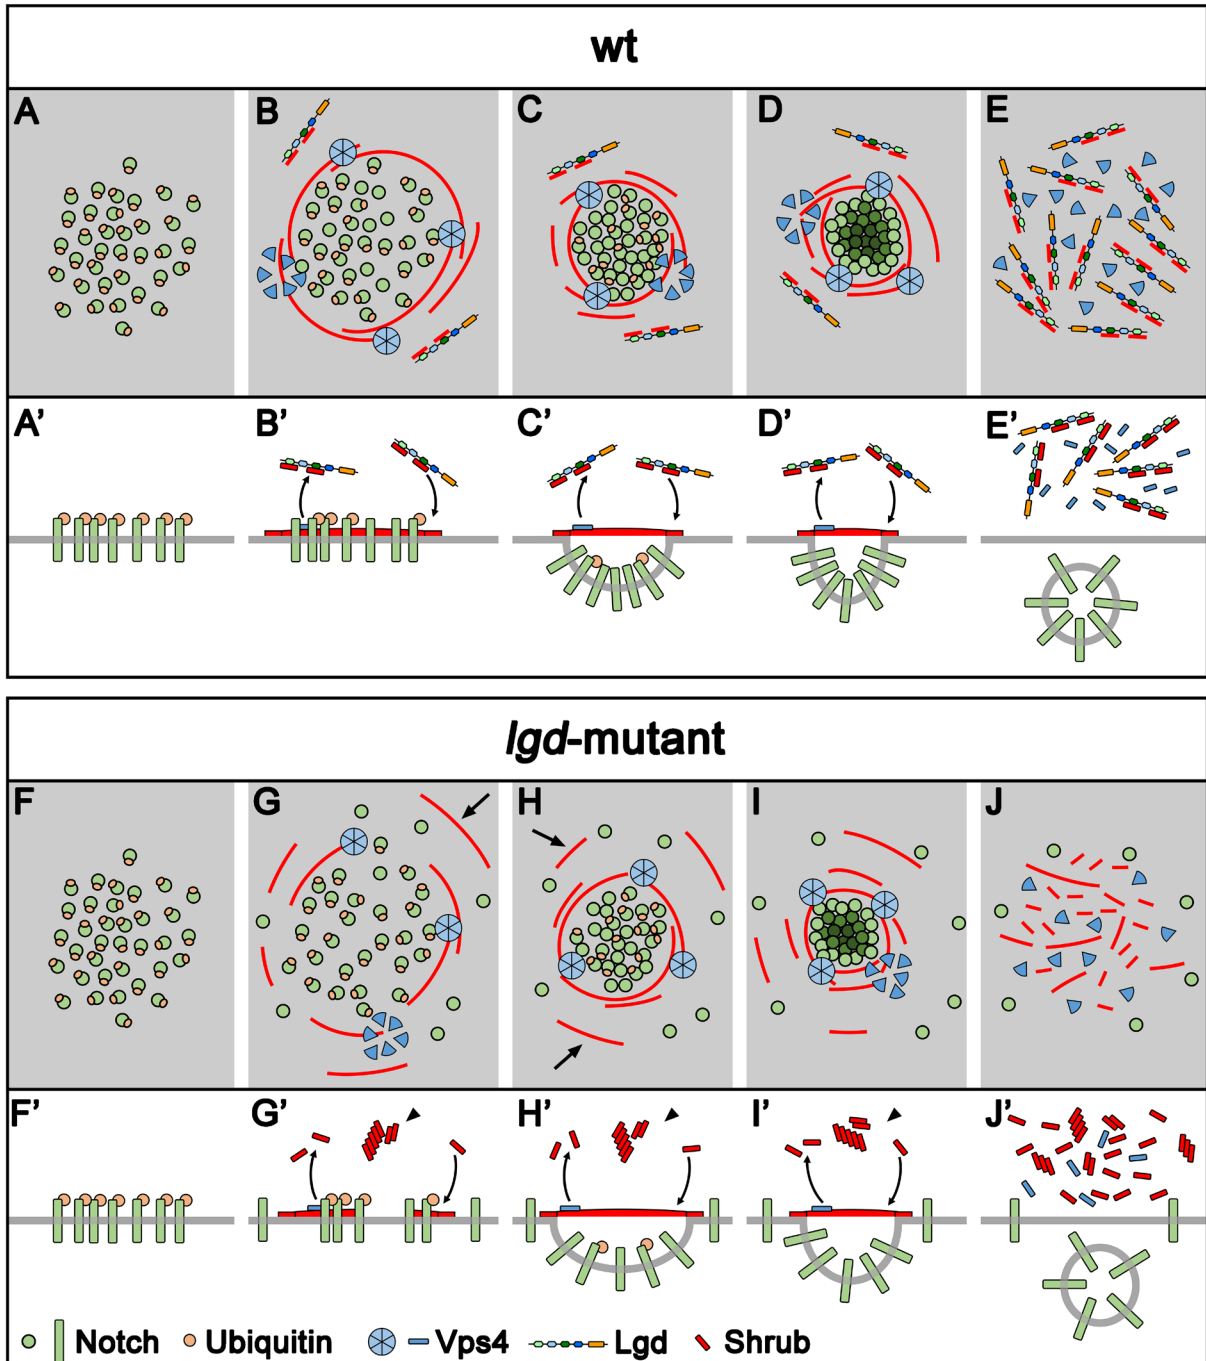 wt
A B C D E
A’ B’ C’ D’ E’
lgd-mutant
F G H I J
F’ G’ H’ I’ J’
Notch Ubiquitin Vps4 Lgd Shrub